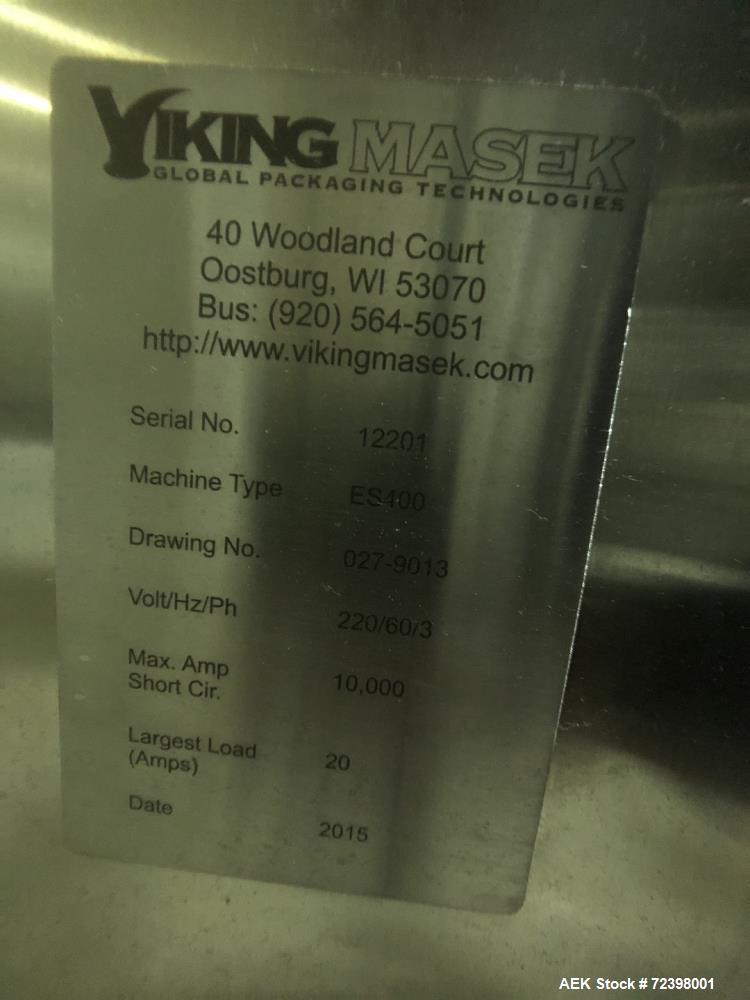 VIKING MASEK
GLOBAL PACKAGING TECHNOLOGIES
40 Woodland Court
Oostburg, WI 53070
Bus: (920) 564-5051
http://www.vikingmasek.com
Serial No. 12201
Machine Type ES400
Drawing No. 027-9013
Volt/Hz/Ph 220/60/3
Max. Amp
Short Cir. 10,000
Largest Load
(Amps) 20
Date 2015
AEK Stock # 72398001